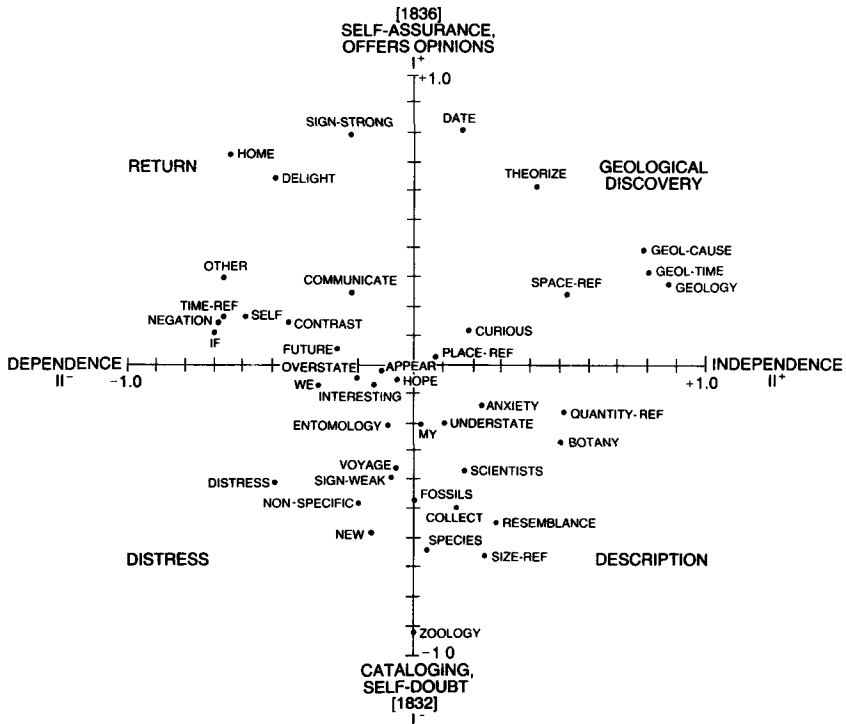 [1836]
SELF-ASSURANCE,
OFFERS OPINIONS
I+
+1.0
SIGN-STRONG
DATE
HOME
RETURN
DELIGHT
THEORIZE
GEOLOGICAL
DISCOVERY
GEOL-CAUSE
OTHER
GEOL-TIME
COMMUNICATE
SPACE-REF
GEOLOGY
TIME-REF
SELF
NEGATION
CONTRAST
CURIOUS
IF
FUTURE
PLACE-REF
DEPENDENCE
OVERSTATE
APPEAR
INDEPENDENCE
II-
-1.0
WE
HOPE
+1.0
II+
INTERESTING
ANXIETY
QUANTITY-REF
ENTOMOLOGY
MY
UNDERSTATE
BOTANY
VOYAGE
SCIENTISTS
DISTRESS
SIGN-WEAK
NON-SPECIFIC
FOSSILS
COLLECT
RESEMBLANCE
NEW
SPECIES
DISTRESS
SIZE-REF
DESCRIPTION
ZOOLOGY
-1 0
CATALOGING,
SELF-DOUBT
[1832]
I-